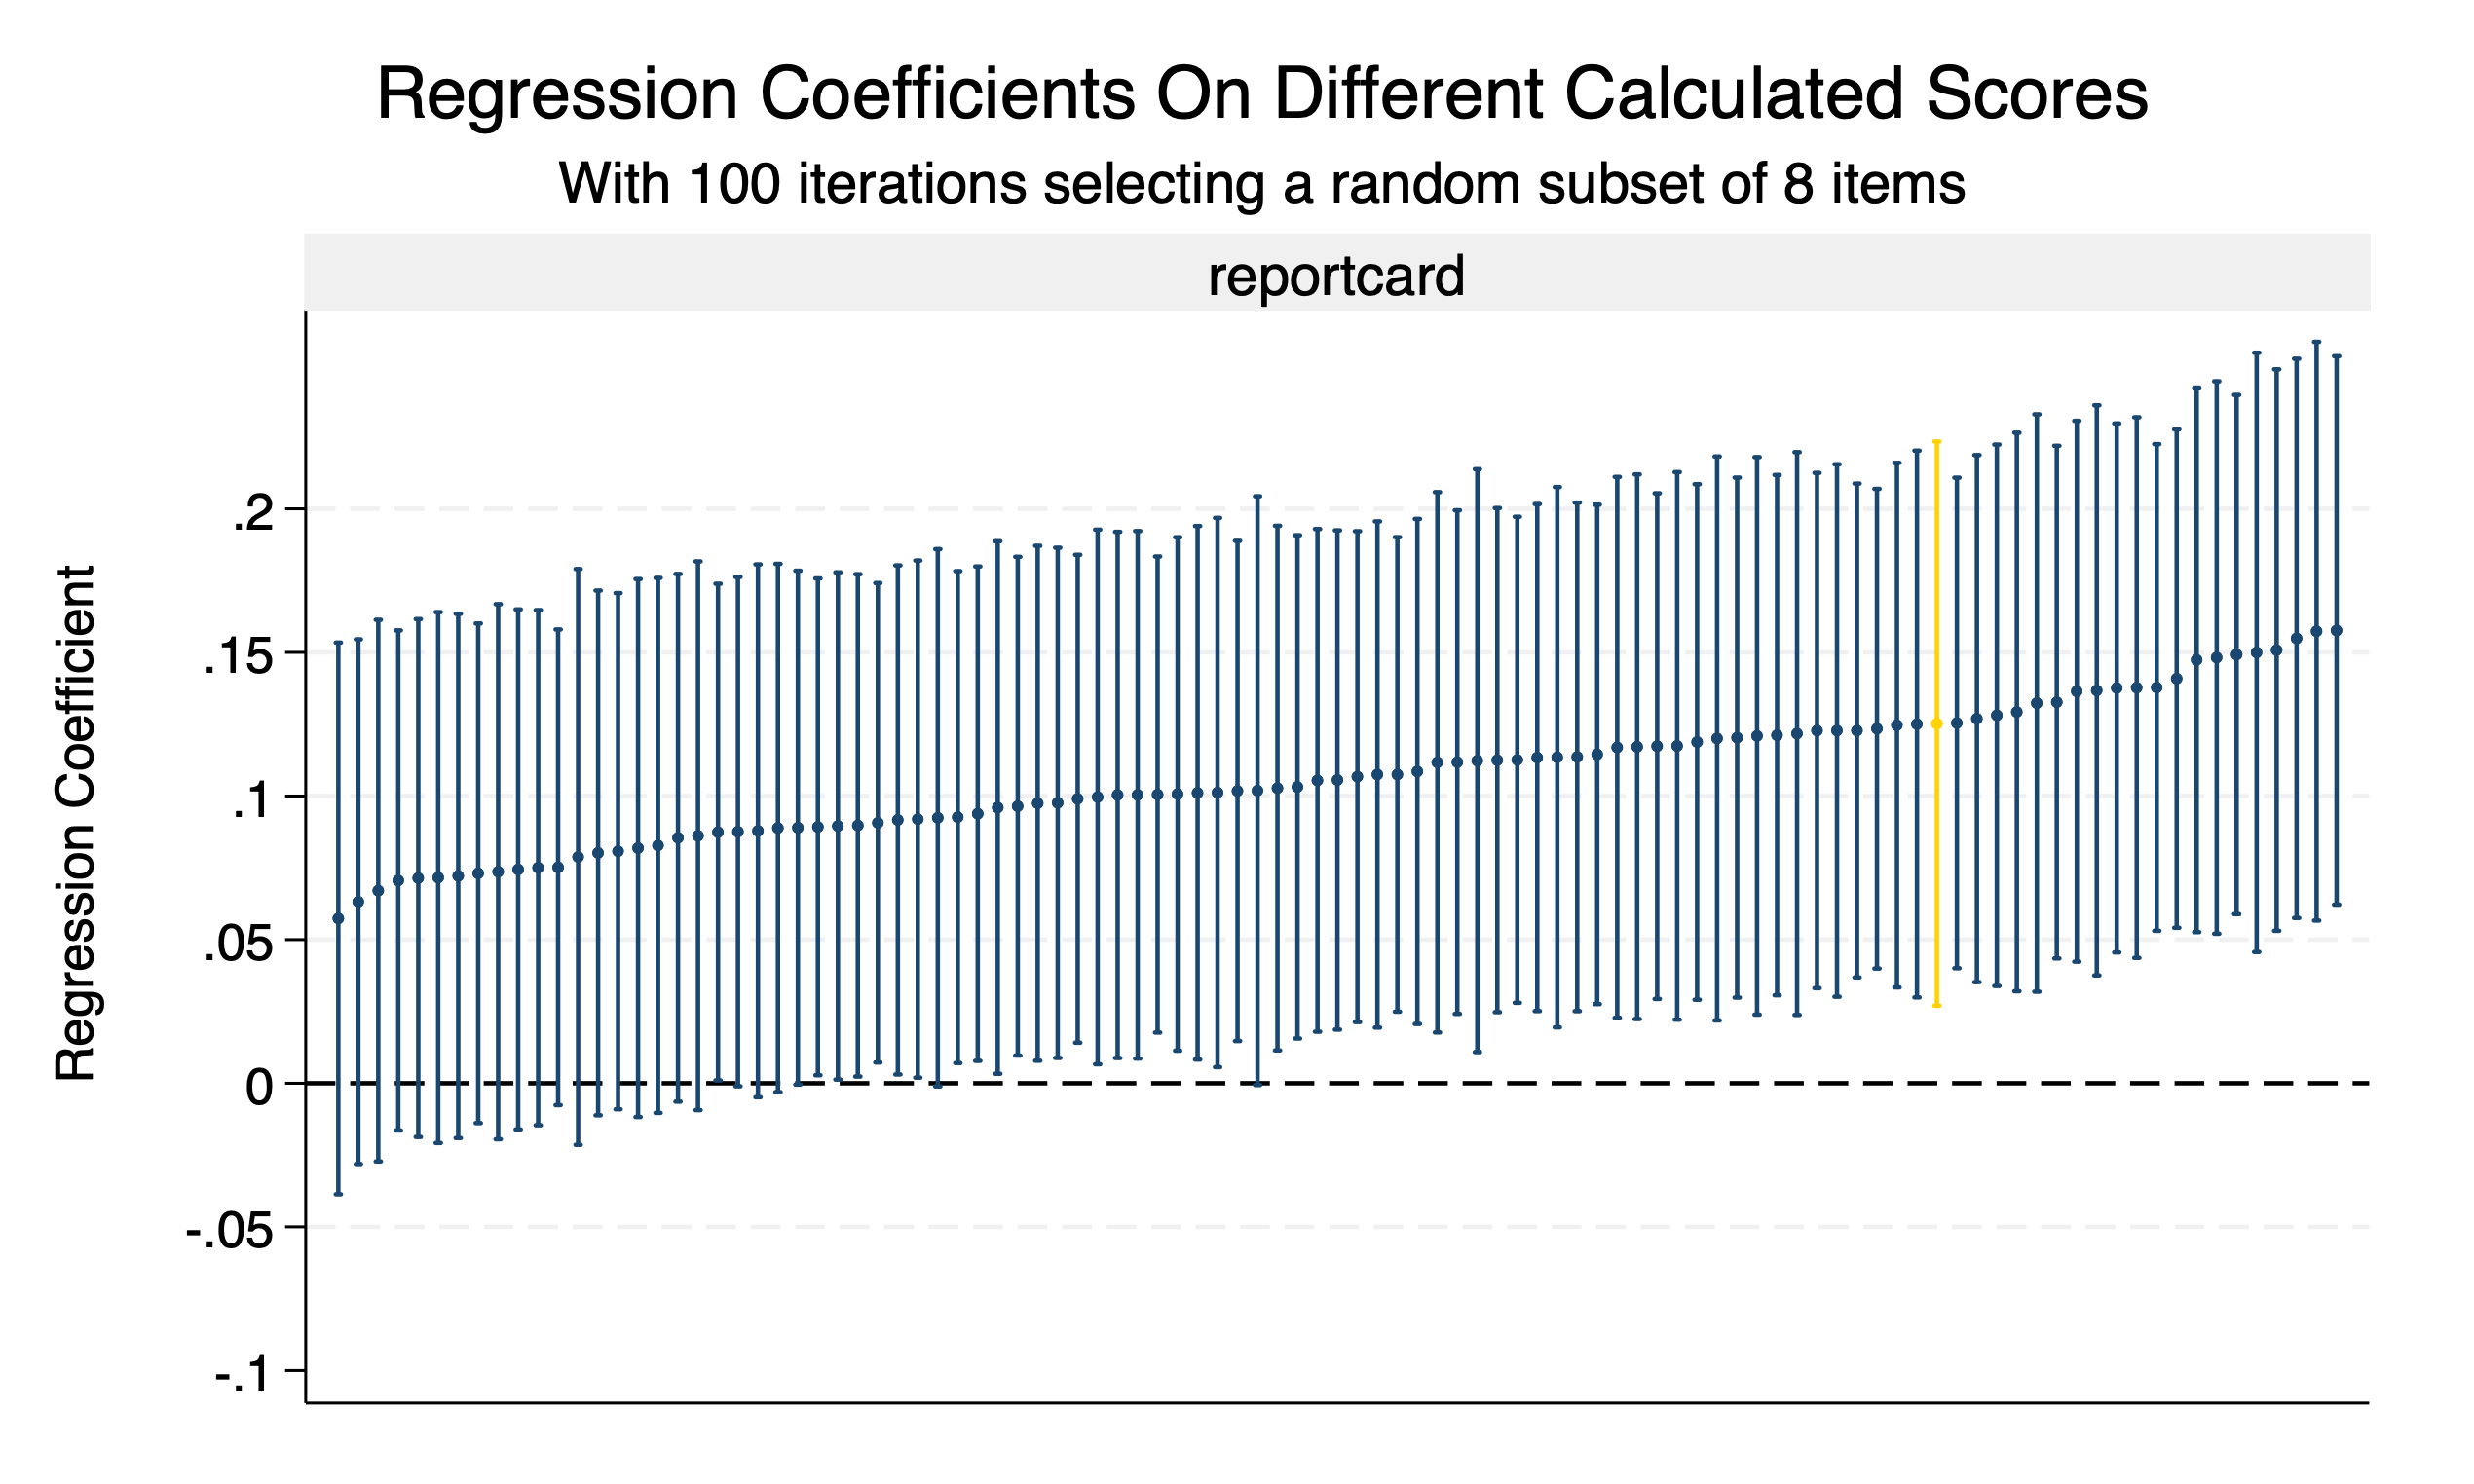 Regression Coefficients On Different Calculated Scores
With 100 iterations selecting a random subset of 8 items
reportcard
Regression Coefficient
.2
.15
.1
.05
0
-.05
-.1